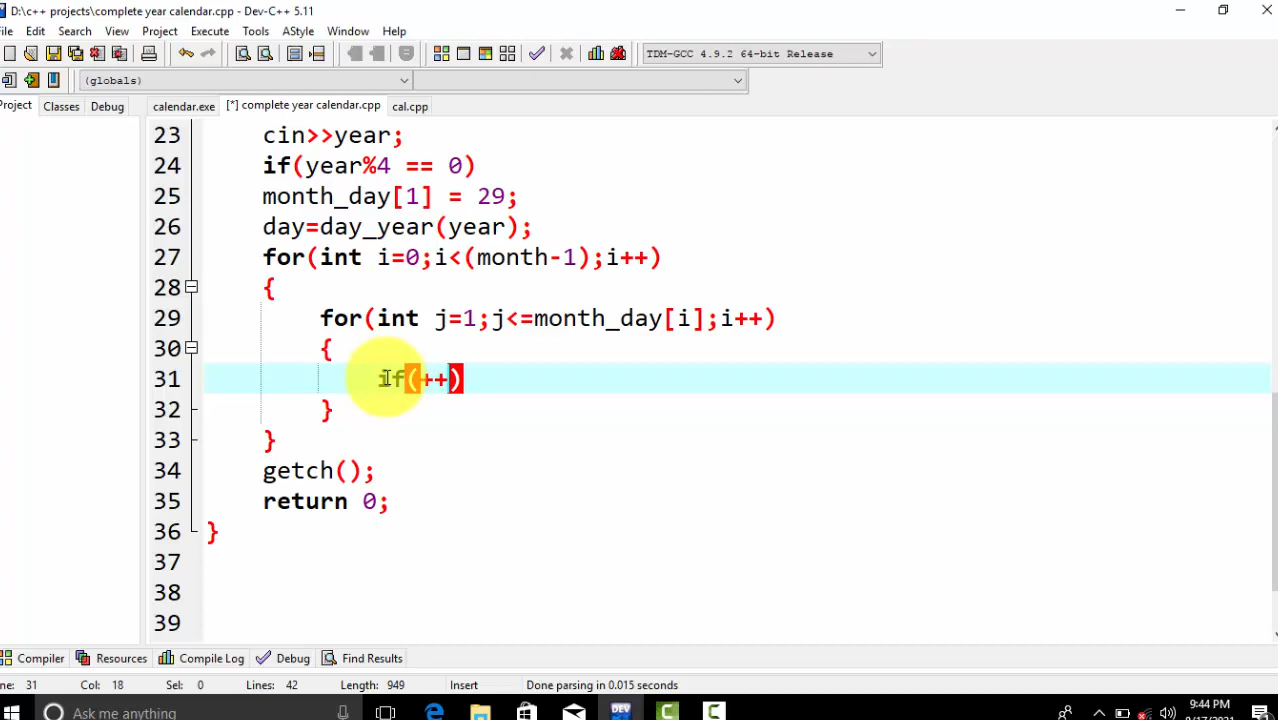 D:\c++ projects\complete year calendar.cpp - Dev-C++ 5.11
File Edit Search View Project Execute Tools AStyle Window Help
TDM-GCC 4.9.2 64-bit Release
(globals)
Project Classes Debug calendar.exe [*] complete year calendar.cpp cal.cpp
23 cin>>year;
24 if(year%4 == 0)
25 month_day[1] = 29;
26 day=day_year(year);
27 for(int i=0;i<(month-1);i++)
28 {
29 for(int j=1;j<=month_day[i];i++)
30 {
31 if(++)
32 }
33 }
34 getch();
35 return 0;
36 }
37
38
39
Compiler Resources Compile Log Debug Find Results
ne: 31 Col: 18 Sel: 0 Lines: 42 Length: 949 Insert Done parsing in 0.015 seconds
Ask me anything
DEV
9:44 PM